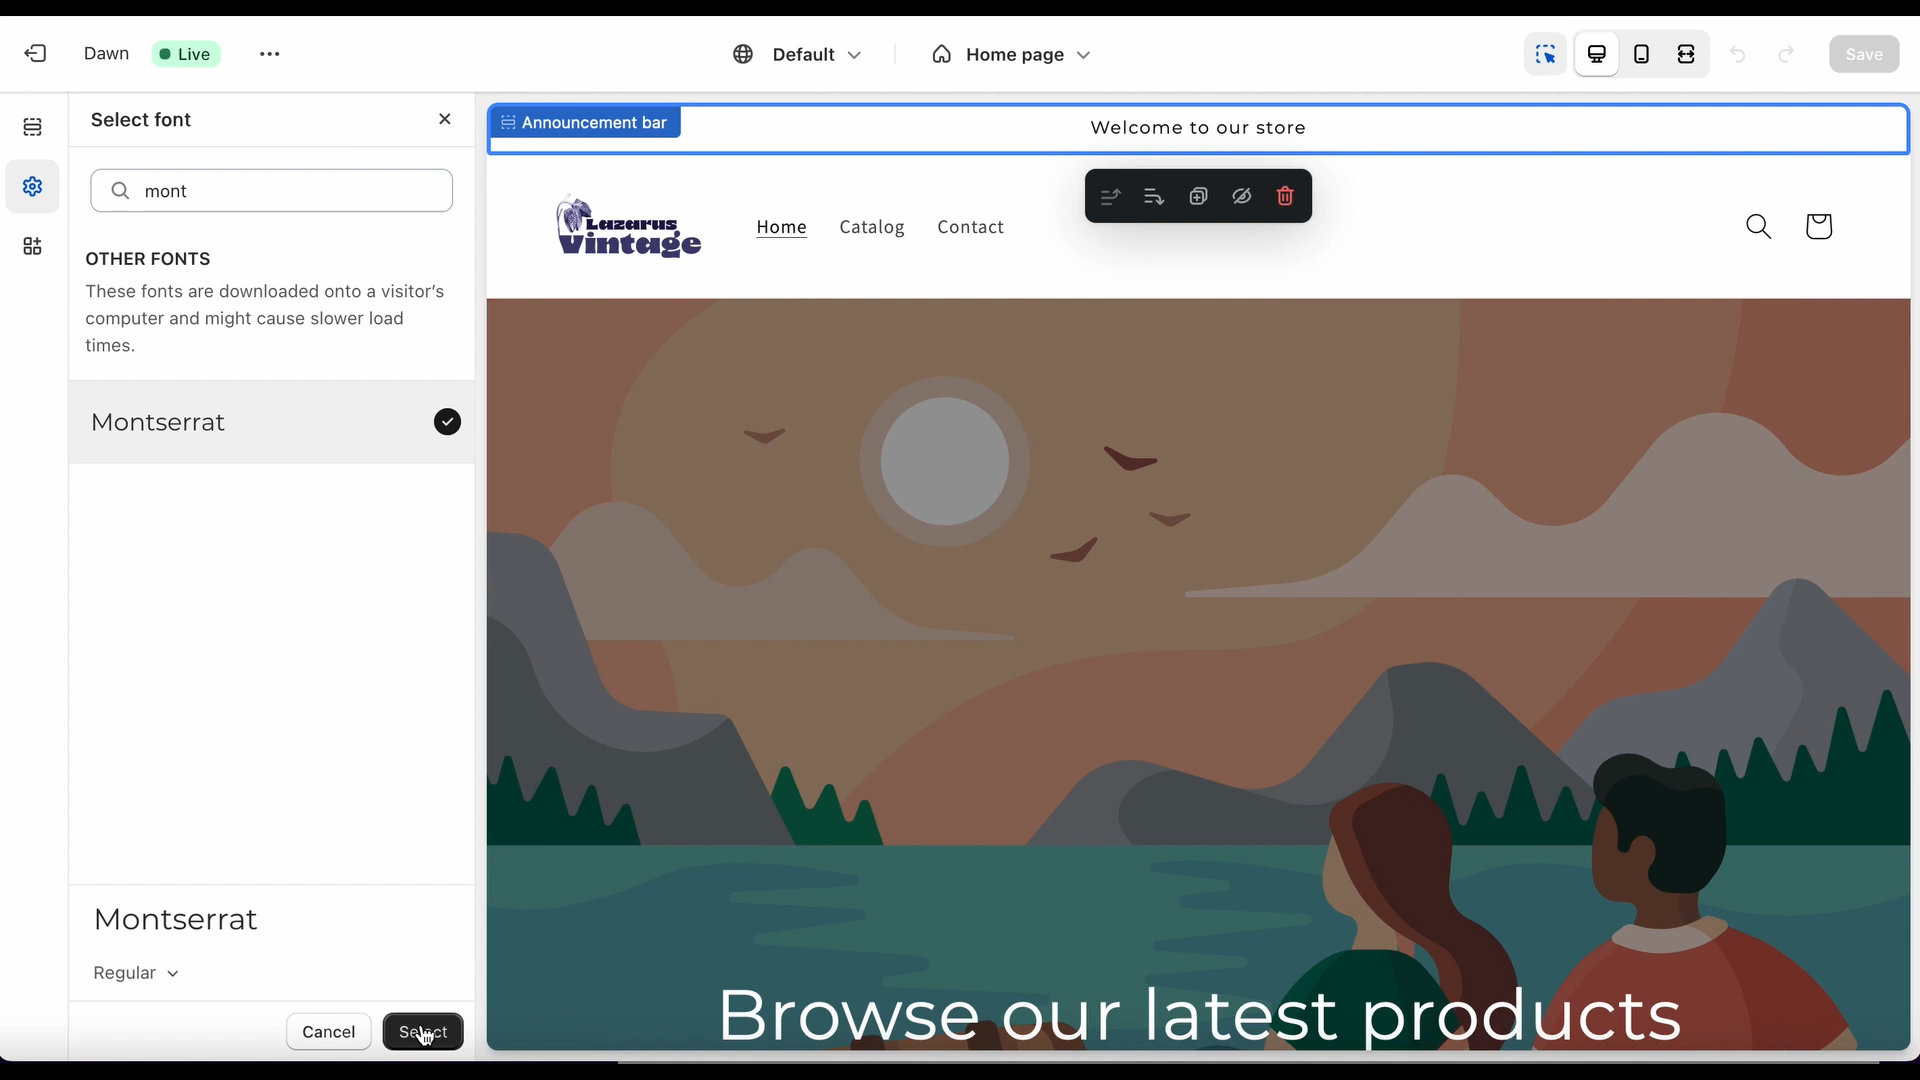 Dawn
Live
Default
Home page
Save
Select font
mont
OTHER FONTS
These fonts are downloaded onto a visitor's
computer and might cause slower load
times.
Montserrat
Montserrat
Regular
Cancel
Select
Announcement bar
Welcome to our store
Lazarus
Vintage
Home
Catalog
Contact
Browse our latest products